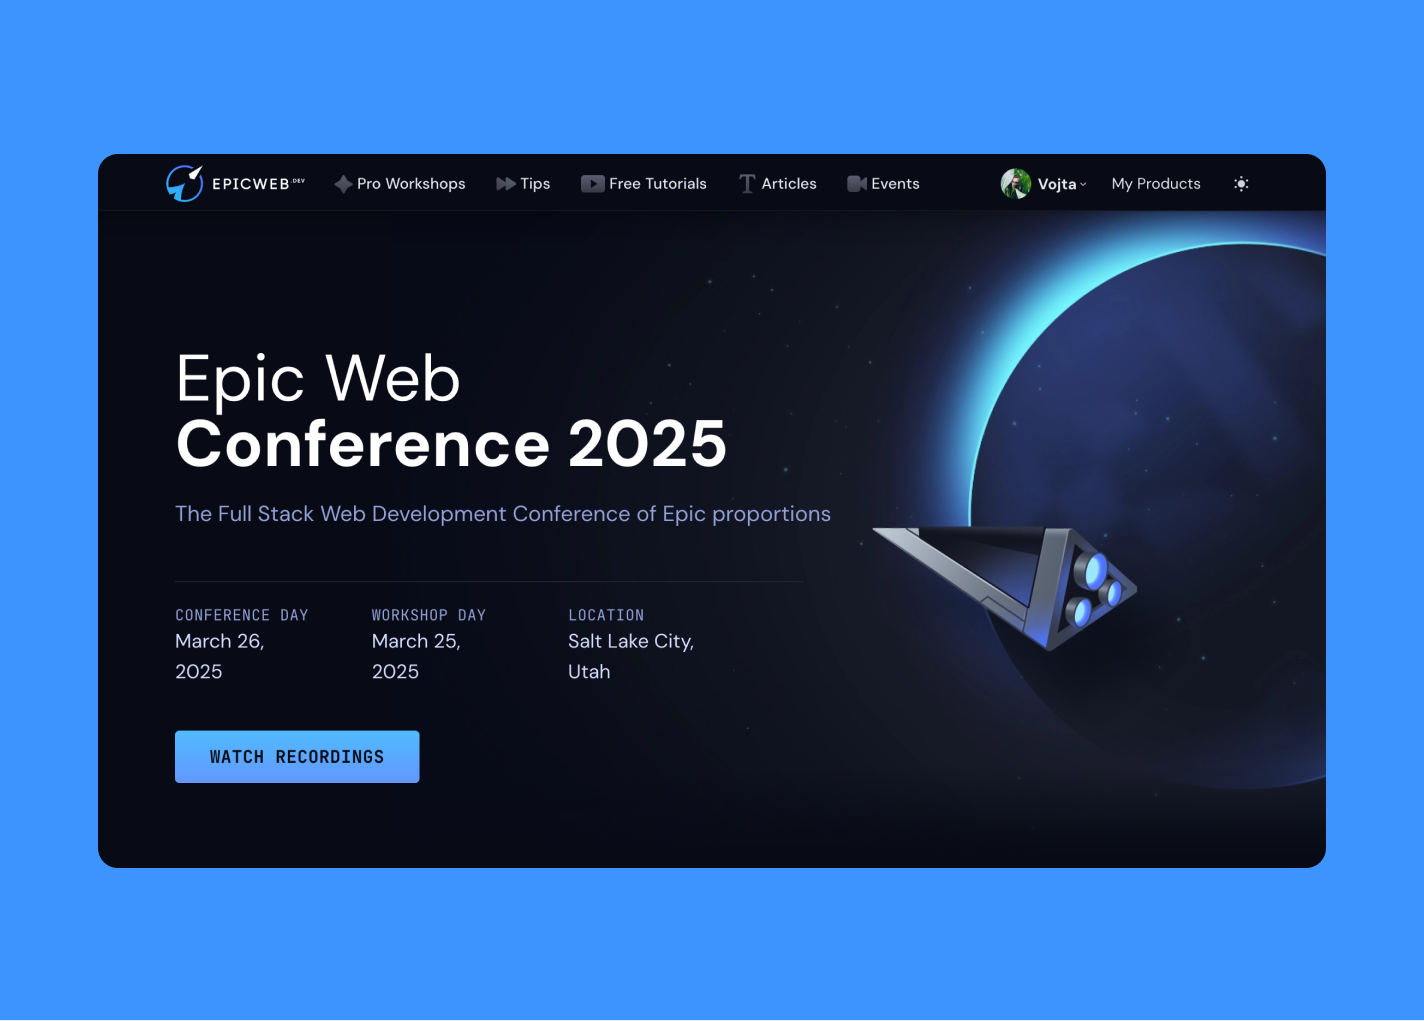 EPICWEB.DEV
Pro Workshops
Tips
Free Tutorials
Articles
Events
Vojta
My Products
Epic Web
Conference 2025
The Full Stack Web Development Conference of Epic proportions
CONFERENCE DAY
March 26,
2025
WORKSHOP DAY
March 25,
2025
LOCATION
Salt Lake City,
Utah
WATCH RECORDINGS